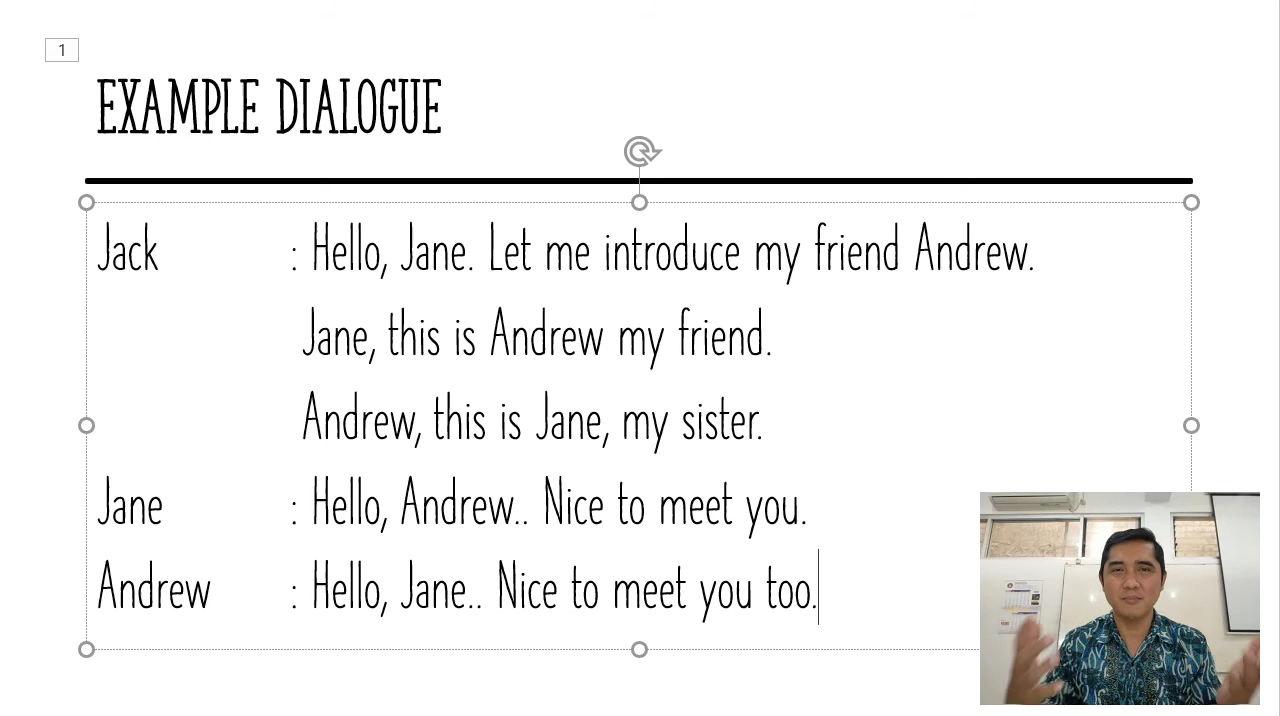 1
EXAMPLE DIALOGUE
Jack : Hello, Jane. Let me introduce my friend Andrew.
Jane, this is Andrew my friend.
Andrew, this is Jane, my sister.
Jane : Hello, Andrew.. Nice to meet you.
Andrew : Hello, Jane.. Nice to meet you too.